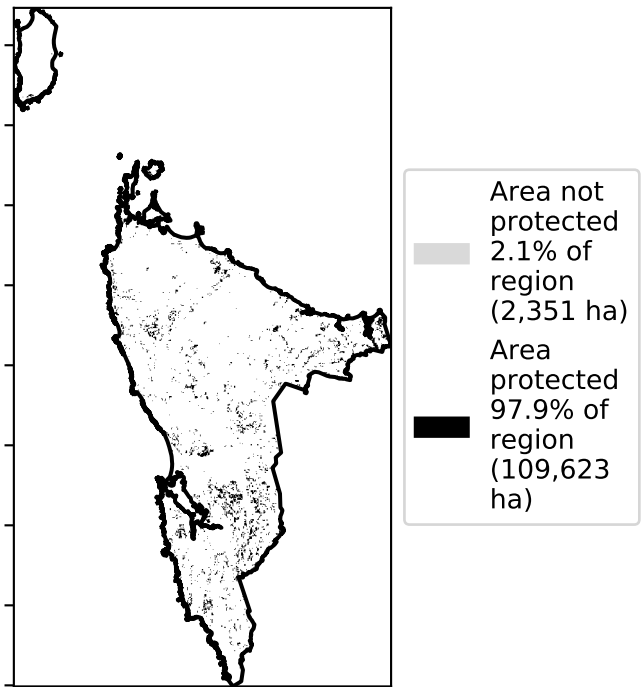 Area not
protected
2.1% of
region
(2,351 ha)
Area
protected
97.9% of
region
(109,623
ha)